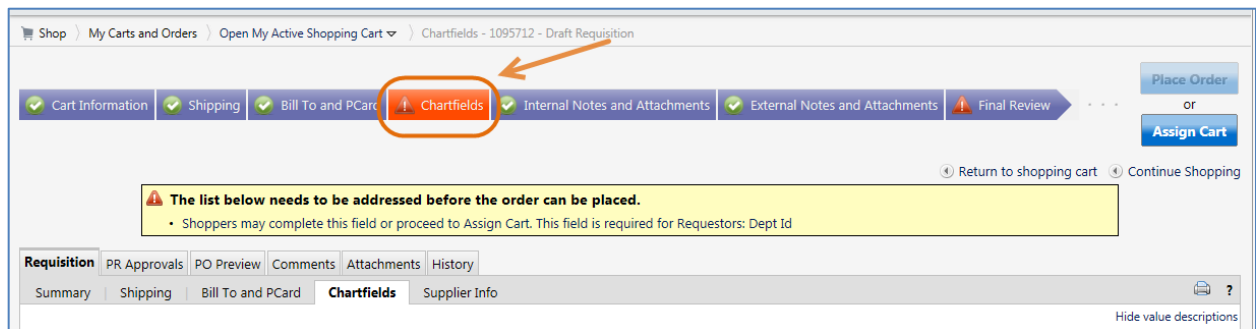 Shop My Carts and Orders Open My Active Shopping Cart Chartfields - 1095712 - Draft Requisition
Place Order
Cart Information Shipping Bill To and PCard Chartfields Internal Notes and Attachments External Notes and Attachments Final Review
or
Assign Cart
Return to shopping cart Continue Shopping
The list below needs to be addressed before the order can be placed.
• Shoppers may complete this field or proceed to Assign Cart. This field is required for Requestors: Dept Id
Requisition PR Approvals PO Preview Comments Attachments History
Summary Shipping Bill To and PCard Chartfields Supplier Info ?
Hide value descriptions